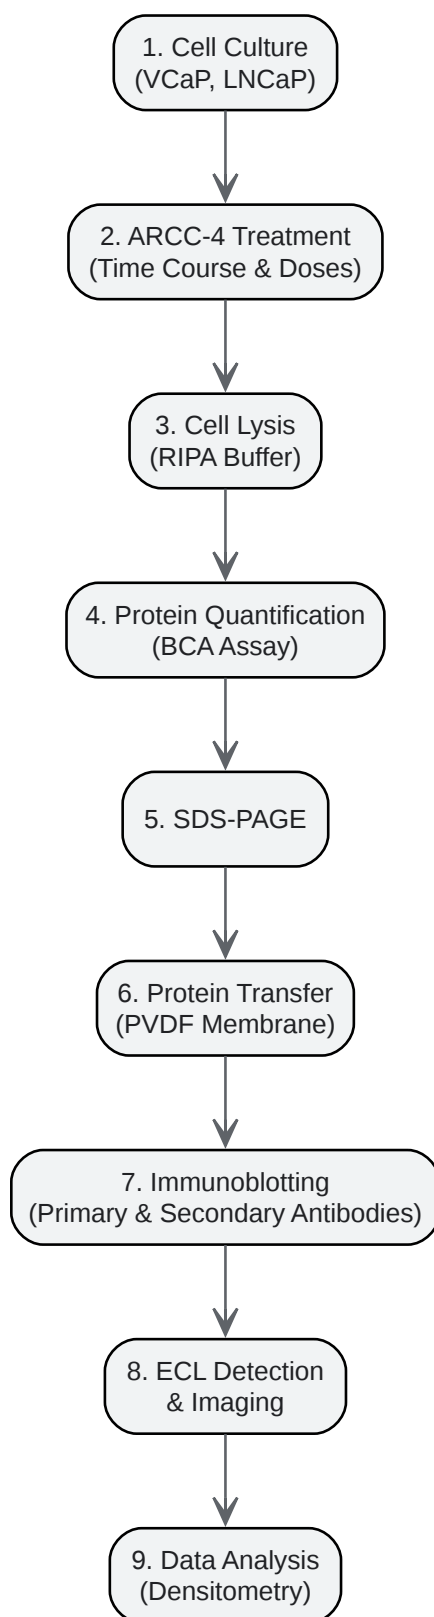 1. Cell Culture
(VCaP, LNCaP)
2. ARCC-4 Treatment
(Time Course & Doses)
3. Cell Lysis
(RIPA Buffer)
4. Protein Quantification
(BCA Assay)
5. SDS-PAGE
6. Protein Transfer
(PVDF Membrane)
7. Immunoblotting
(Primary & Secondary Antibodies)
8. ECL Detection
& Imaging
9. Data Analysis
(Densitometry)